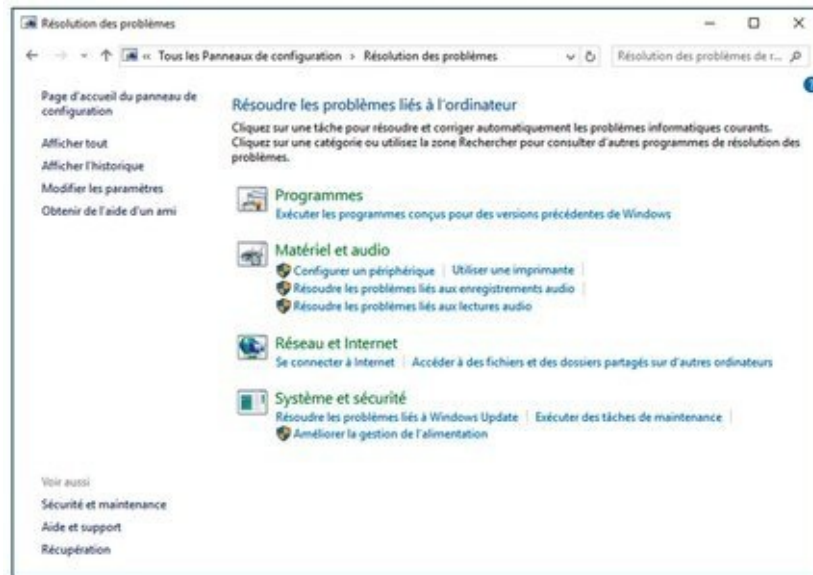 Résolution des problèmes
« Tous les Panneaux de configuration › Résolution des problèmes
Résolution des problèmes de r...
Page d'accueil du panneau de
configuration
Afficher tout
Afficher l'historique
Modifier les paramètres
Obtenir de l'aide d'un ami
Résoudre les problèmes liés à l'ordinateur
Cliquez sur une tâche pour résoudre et corriger automatiquement les problèmes informatiques courants.
Cliquez sur une catégorie ou utilisez la zone Rechercher pour consulter d'autres programmes de résolution des
problèmes.
Programmes
Exécuter les programmes conçus pour des versions précédentes de Windows
Matériel et audio
Configurer un périphérique | Utiliser une imprimante |
Résoudre les problèmes liés aux enregistrements audio |
Résoudre les problèmes liés aux lectures audio
Réseau et Internet
Se connecter à Internet | Accéder à des fichiers et des dossiers partagés sur d'autres ordinateurs
Système et sécurité
Résoudre les problèmes liés à Windows Update | Exécuter des tâches de maintenance |
Améliorer la gestion de l'alimentation
Voir aussi
Sécurité et maintenance
Aide et support
Récupération